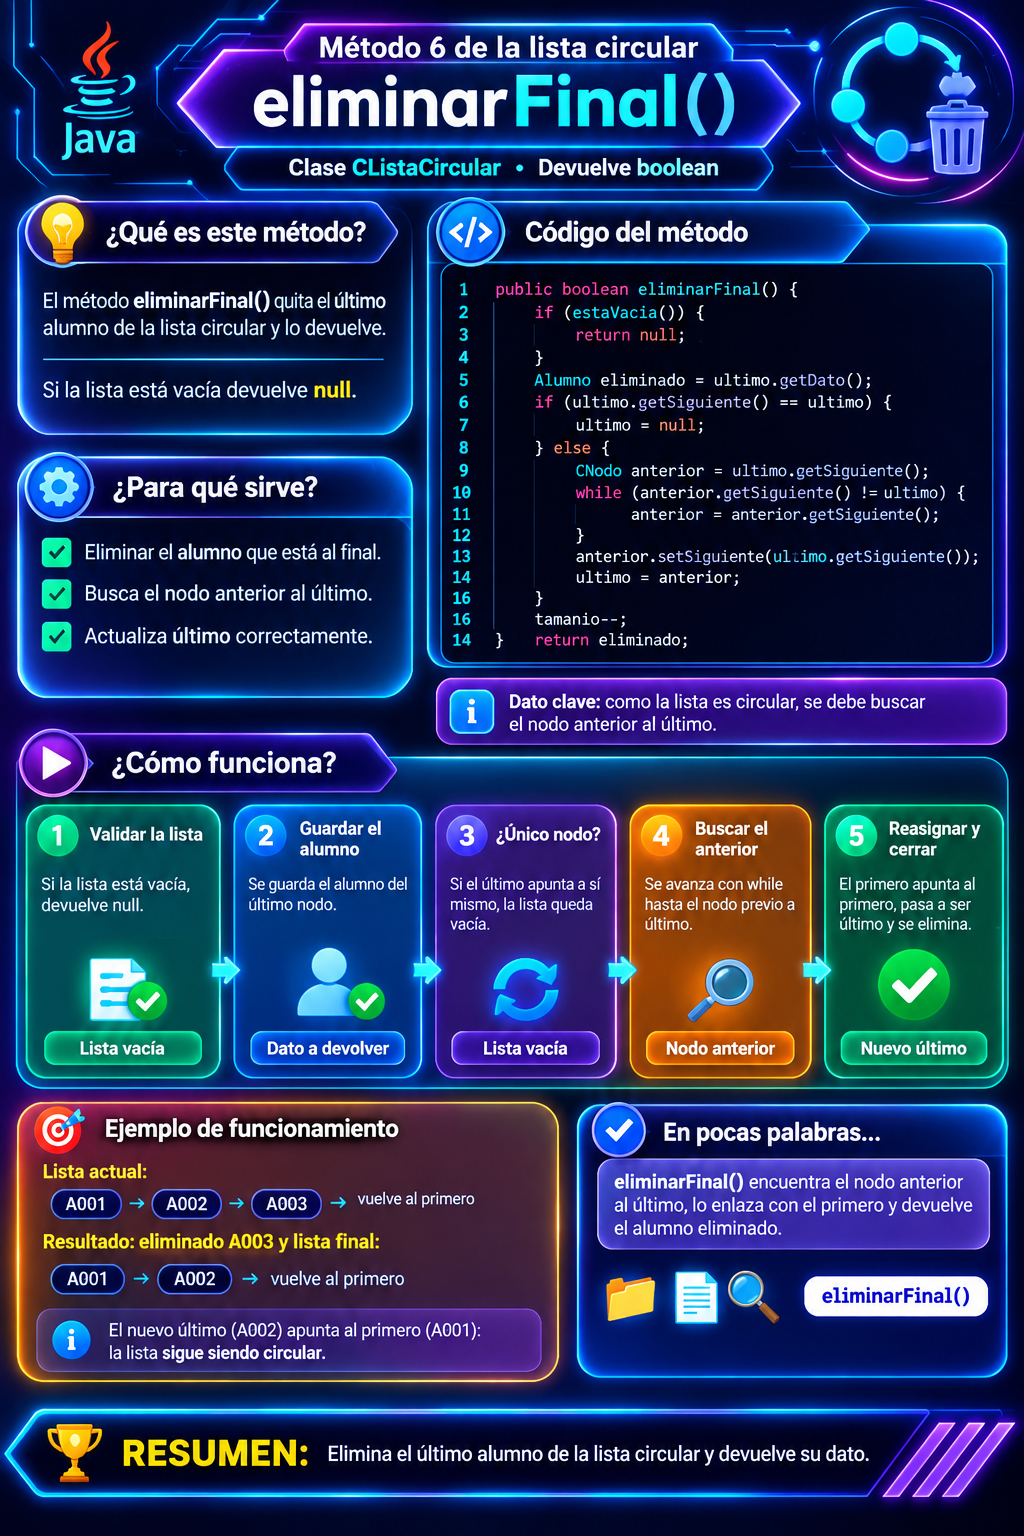 Java
Método 6 de la lista circular
eliminarFinal()
Clase CListaCircular • Devuelve boolean
¿Qué es este método?
El método eliminarFinal() quita el último
alumno de la lista circular y lo devuelve.
Si la lista está vacía devuelve null.
¿Para qué sirve?
Eliminar el alumno que está al final.
Busca el nodo anterior al último.
Actualiza último correctamente.
</> Código del método
1 public boolean eliminarFinal() {
2 if (estaVacia()) {
3 return null;
4 }
5 Alumno eliminado = ultimo.getDato();
6 if (ultimo.getSiguiente() == ultimo) {
7 ultimo = null;
8 } else {
9 CNodo anterior = ultimo.getSiguiente();
10 while (anterior.getSiguiente() != ultimo) {
11 anterior = anterior.getSiguiente();
12 }
13 anterior.setSiguiente(ultimo.getSiguiente());
14 ultimo = anterior;
16 }
16 tamanio--;
14 } return eliminado;
i Dato clave: como la lista es circular, se debe buscar
el nodo anterior al último.
¿Cómo funciona?
1 Validar la lista
Si la lista está vacía,
devuelve null.
Lista vacía
2 Guardar el
alumno
Se guarda el alumno del
último nodo.
Dato a devolver
3 ¿Único nodo?
Si el último apunta a sí
mismo, la lista queda
vacía.
Lista vacía
4 Buscar el
anterior
Se avanza con while
hasta el nodo previo a
último.
Nodo anterior
5 Reasignar y
cerrar
El primero apunta al
primero, pasa a ser
último y se elimina.
Nuevo último
Ejemplo de funcionamiento
Lista actual:
A001 → A002 → A003 → vuelve al primero
Resultado: eliminado A003 y lista final:
A001 → A002 → vuelve al primero
i El nuevo último (A002) apunta al primero (A001):
la lista sigue siendo circular.
En pocas palabras...
eliminarFinal() encuentra el nodo anterior
al último, lo enlaza con el primero y devuelve
el alumno eliminado.
eliminarFinal()
RESUMEN: Elimina el último alumno de la lista circular y devuelve su dato.